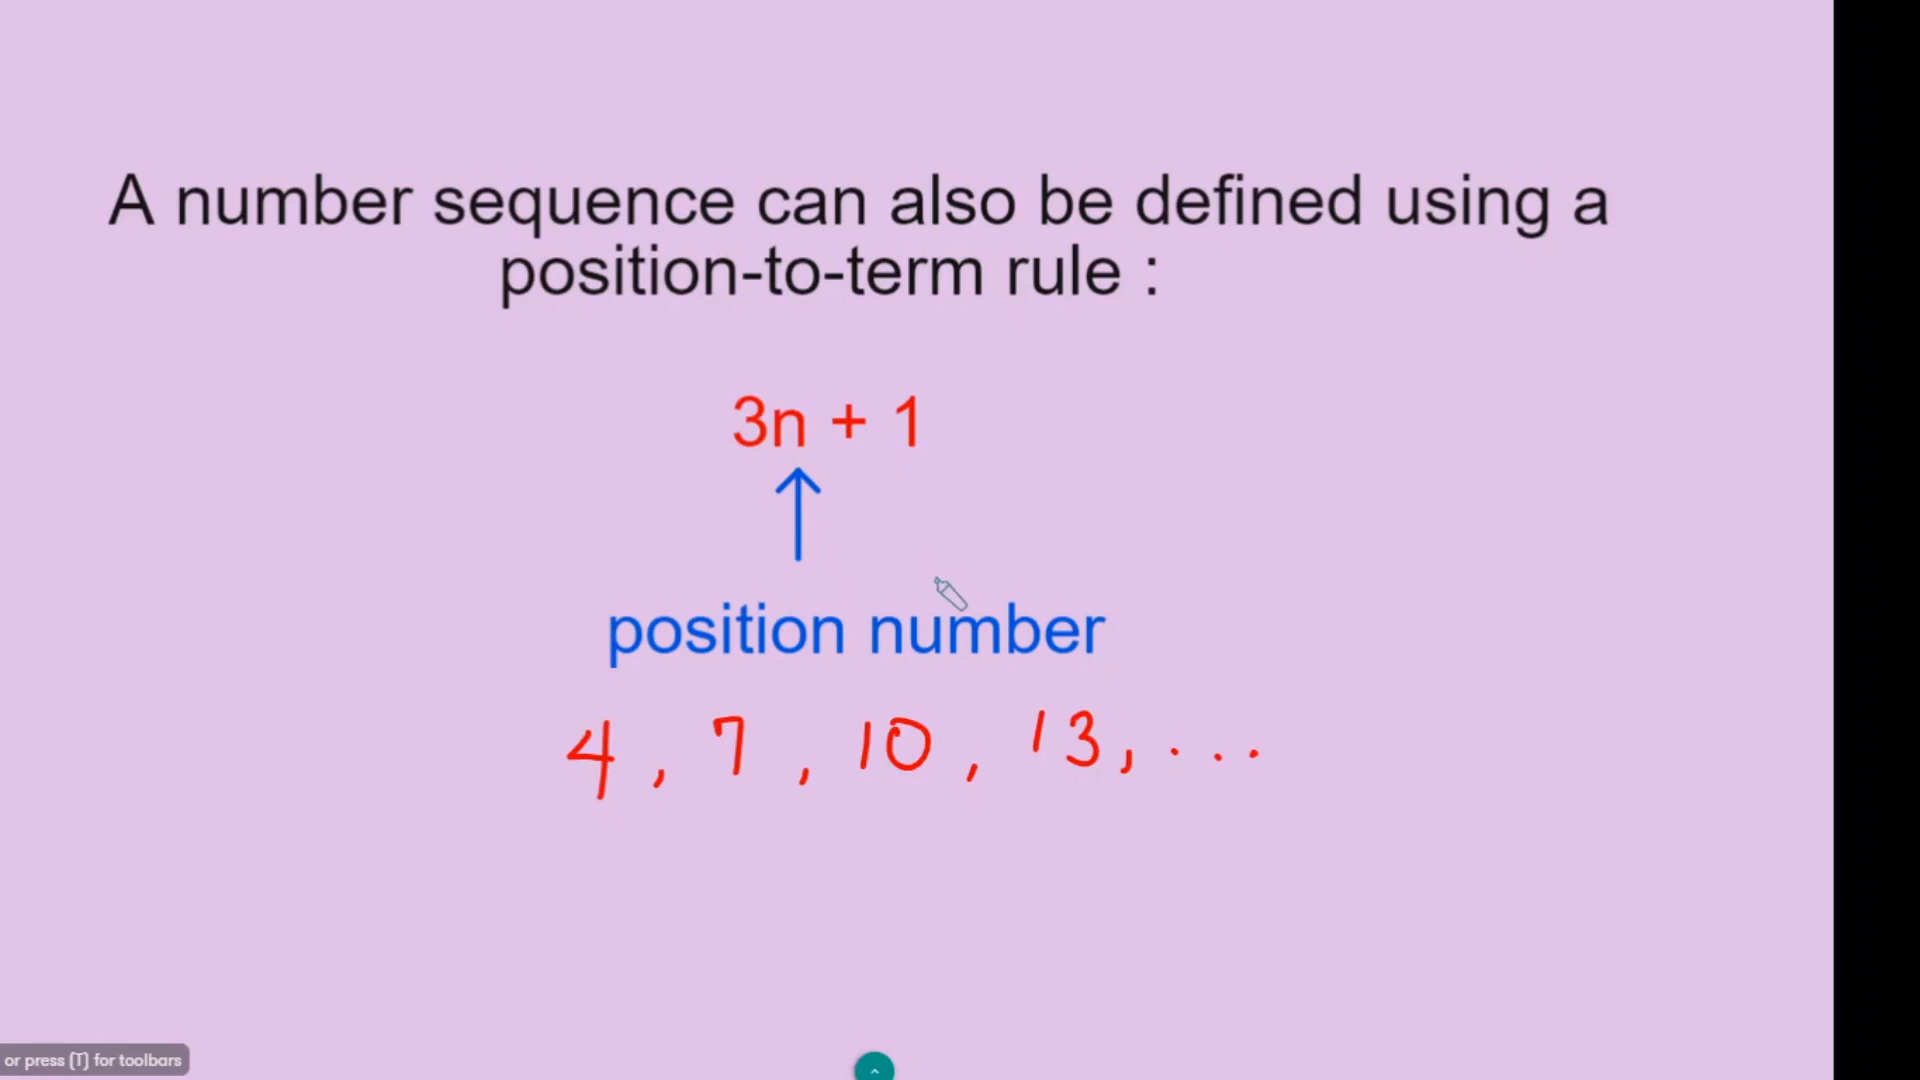 A number sequence can also be defined using a
position-to-term rule :
3n + 1
position number
4 , 7 , 10 , 13, ...
or press (T) for toolbars